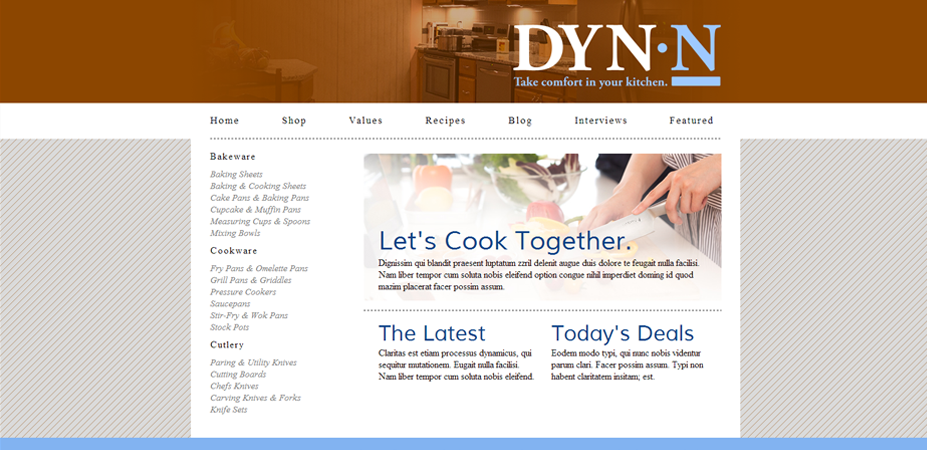 DYN·N
Take comfort in your kitchen.
Home Shop Values Recipes Blog Interviews Featured
Bakeware
Baking Sheets
Baking & Cooking Sheets
Cake Pans & Baking Pans
Cupcake & Muffin Pans
Measuring Cups & Spoons
Mixing Bowls
Cookware
Fry Pans & Omelette Pans
Grill Pans & Griddles
Pressure Cookers
Saucepans
Stir-Fry & Wok Pans
Stock Pots
Cutlery
Paring & Utility Knives
Cutting Boards
Chefs Knives
Carving Knives & Forks
Knife Sets
Let's Cook Together.
Dignissim qui blandit praesent luptatum zzril delenit augue duis dolore te feugait nulla facilisi.
Nam liber tempor cum soluta nobis eleifend option congue nihil imperdiet doming id quod
mazim placerat facer possim assum.
The Latest
Claritas est etiam processus dynamicus, qui
sequitur mutationem. Eugait nulla facilisi.
Nam liber tempor cum soluta nobis eleifend.
Today's Deals
Eodem modo typi, qui nunc nobis videntur
parum clari. Facer possim assum. Typi non
habent claritatem insitam; est.